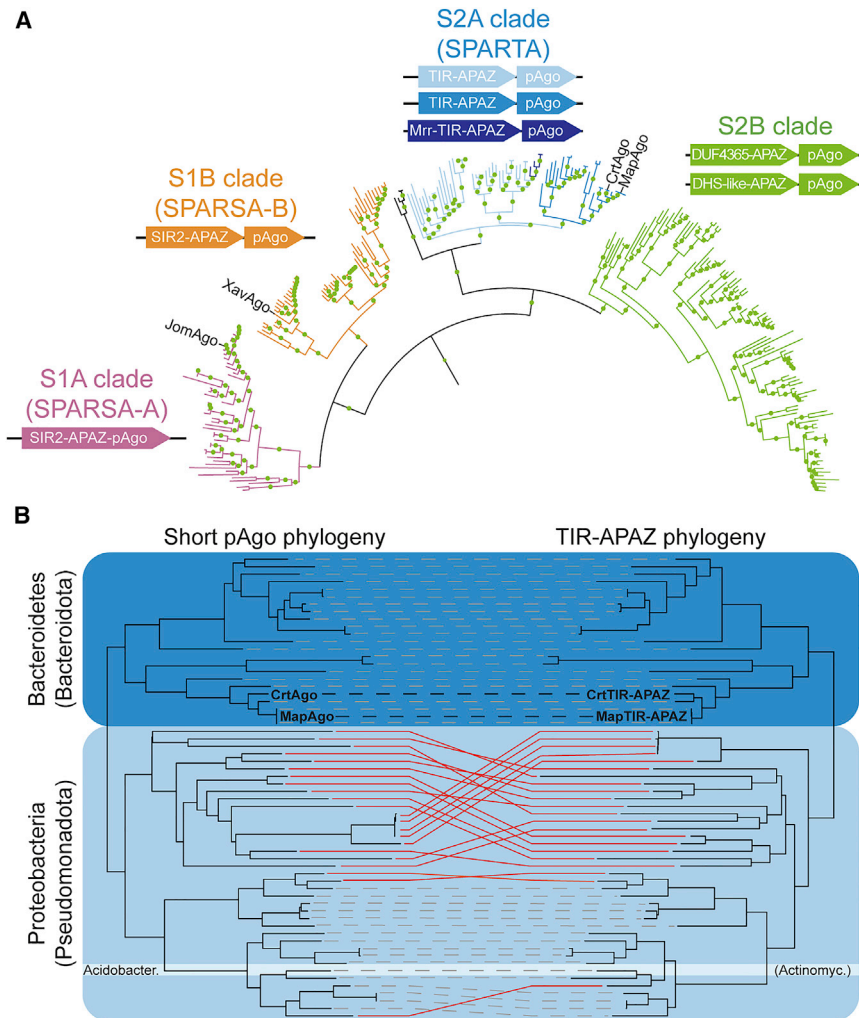 A
S2A clade
(SPARTA)
TIR-APAZ pAgo
TIR-APAZ pAgo
Mrr-TIR-APAZ pAgo
S2B clade
DUF4365-APAZ pAgo
DHS-like-APAZ pAgo
CrtAgo
MapAgo
S1B clade
(SPARSA-B)
SIR2-APAZ pAgo
XavAgo
JomAgo
S1A clade
(SPARSA-A)
SIR2-APAZ-pAgo
B
Short pAgo phylogeny TIR-APAZ phylogeny
Bacteroidetes
(Bacteroidota)
CrtAgo CrtTIR-APAZ
MapAgo MapTIR-APAZ
Proteobacteria
(Pseudomonadota)
Acidobacter. (Actinomyc.)